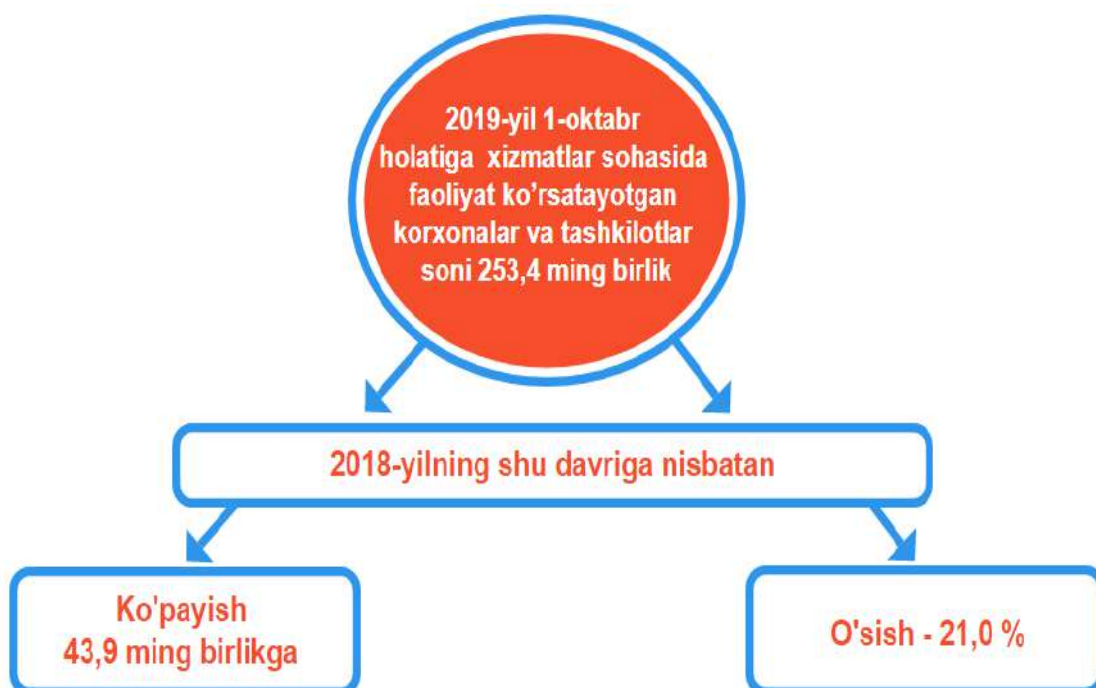 2019-yil 1-oktabr
holatiga xizmatlar sohasida
faoliyat ko’rsatayotgan
korxonalar va tashkilotlar
soni 253,4 ming birlik
2018-yilning shu davriga nisbatan
Ko'payish
43,9 ming birlikga
O'sish - 21,0 %